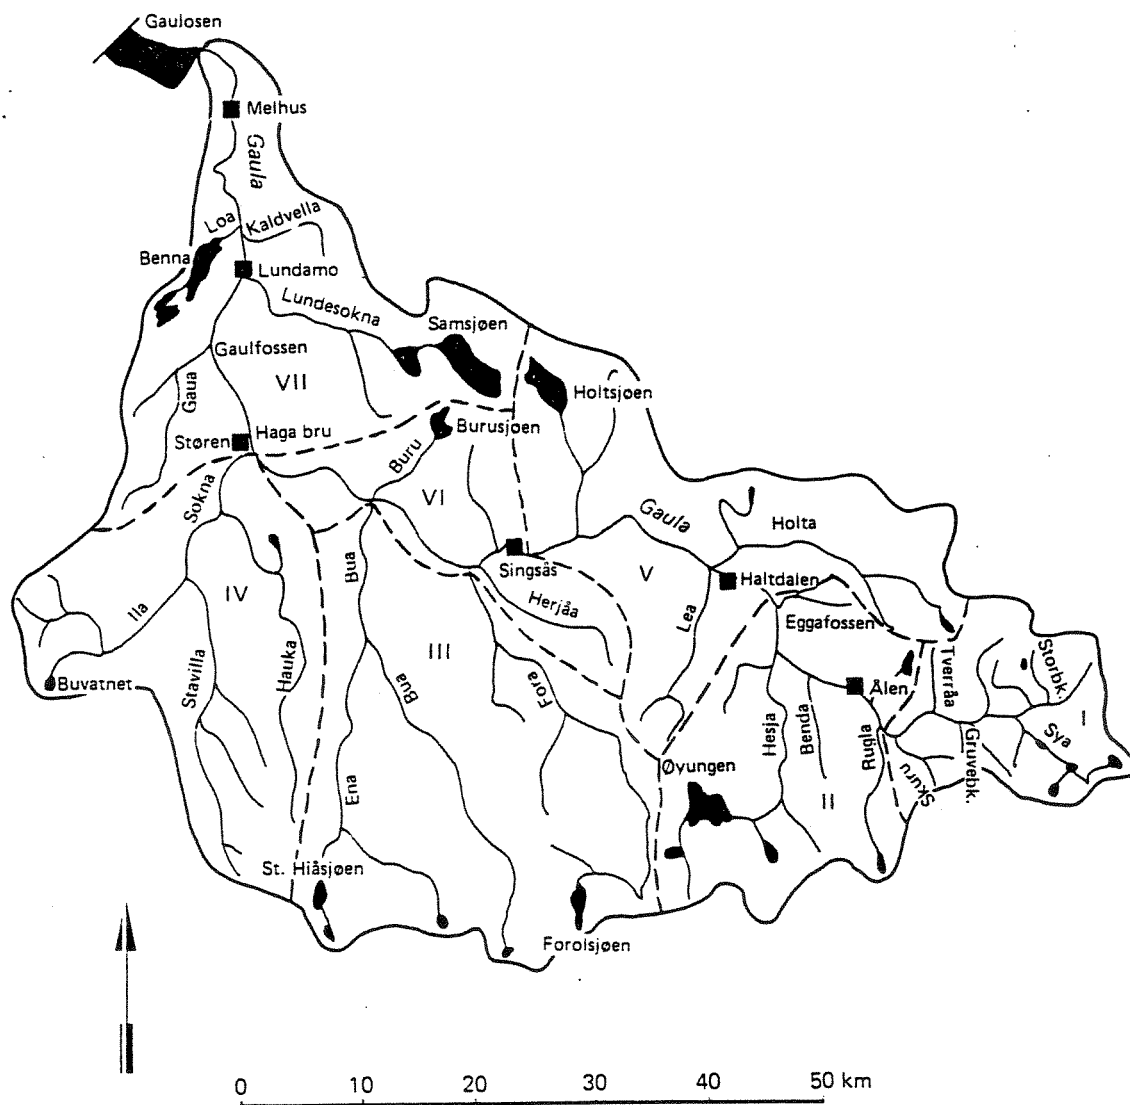 Gaulosen
Melhus
Gaula
Loa
Kaldvella
Benna
Lundamo
Lundesokna
Samsjøen
Gaulfossen
VII
Gaua
Holtsjøen
Støren
Haga bru
Burusjøen
Buru
Sokna
VI
Gaula
Holta
Bua
Singsås
V
Haltdalen
Ila
IV
Herjåa
Lea
Eggafossen
Stavilla
Hauka
III
Bua
Fora
Tverråa
Storbk.
Buvatnet
Ålen
I
Hesja
Benda
Rugla
Gruvebk.
Sya
Øyungen
Ena
II
Skuru
St. Hiåsjøen
Forolsjøen
0 10 20 30 40 50 km